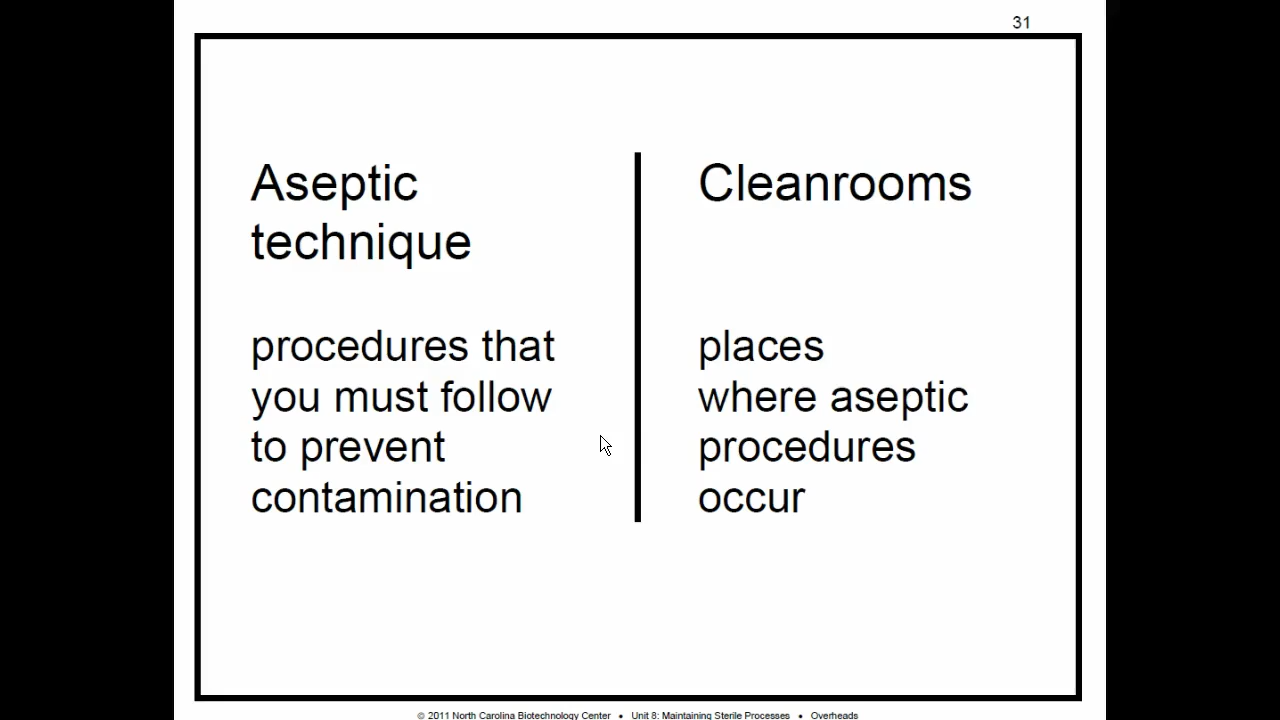 31
Aseptic
technique
procedures that
you must follow
to prevent
contamination
Cleanrooms
places
where aseptic
procedures
occur
© 2011 North Carolina Biotechnology Center • Unit 8: Maintaining Sterile Processes • Overheads